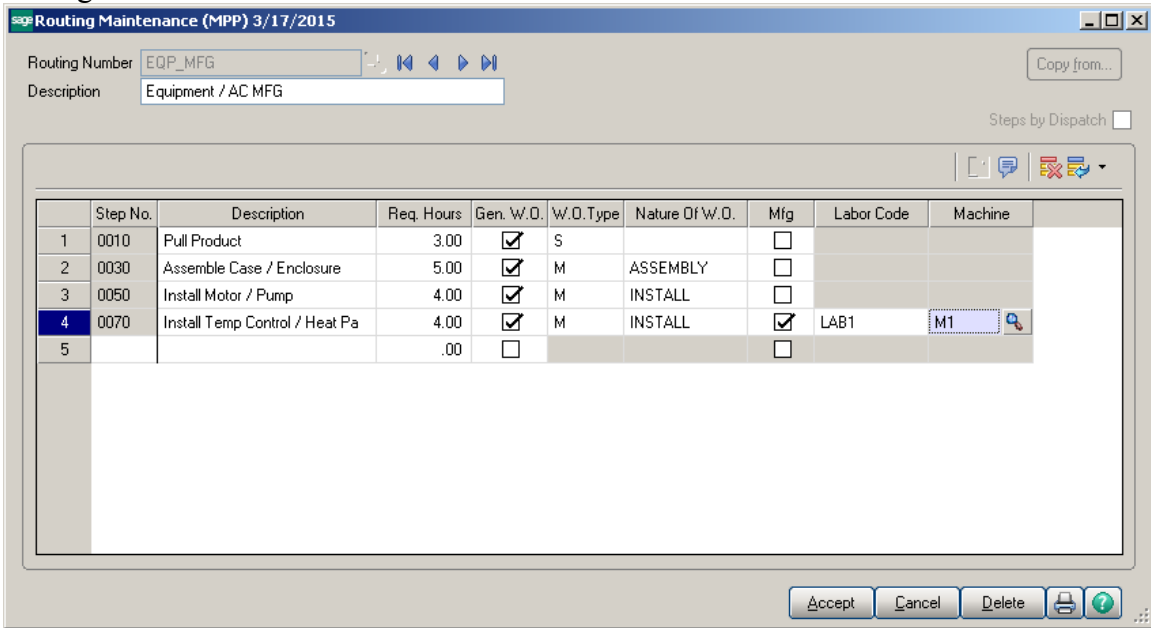 sage Routing Maintenance (MPP) 3/17/2015
Routing Number EQP_MFG Copy from...
Description Equipment / AC MFG
Steps by Dispatch
Step No. Description Req. Hours Gen. W.O. W.O.Type Nature Of W.O. Mfg Labor Code Machine
1 0010 Pull Product 3.00 S
2 0030 Assemble Case / Enclosure 5.00 M ASSEMBLY
3 0050 Install Motor / Pump 4.00 M INSTALL
4 0070 Install Temp Control / Heat Pa 4.00 M INSTALL LAB1 M1
5 .00
Accept Cancel Delete ?